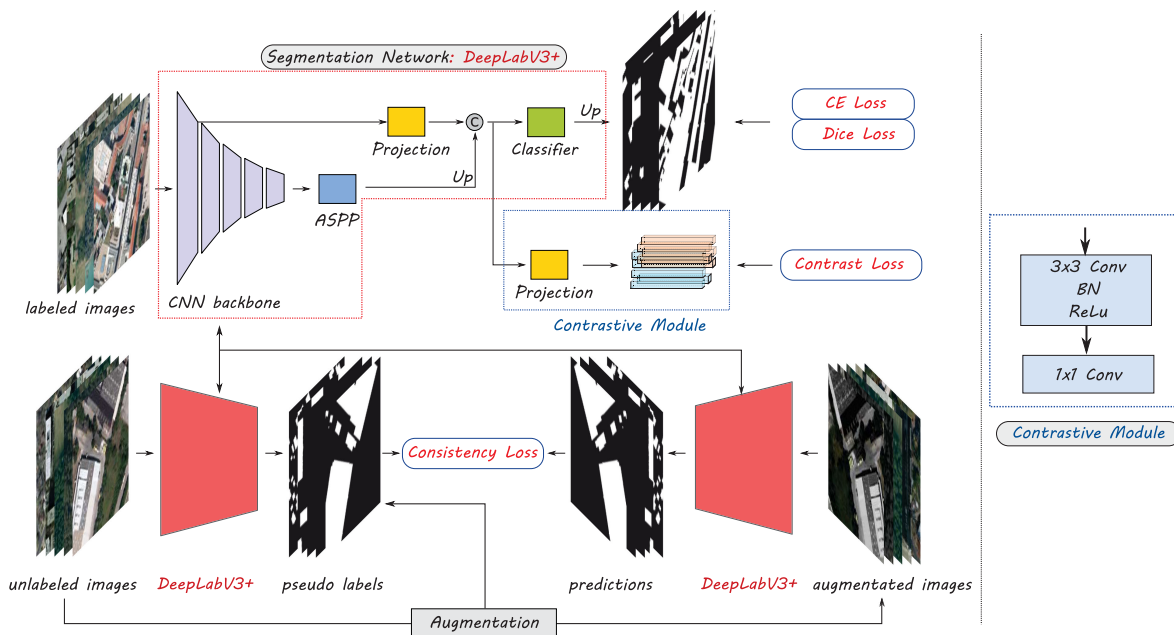 Segmentation Network: DeepLabV3+
CE Loss
Dice Loss
Projection
C
Classifier
Up
Up
ASPP
CNN backbone
labeled images
Projection
Contrast Loss
Contrastive Module
3x3 Conv
BN
ReLu
1x1 Conv
Contrastive Module
Consistency Loss
unlabeled images
DeepLabV3+
pseudo labels
predictions
DeepLabV3+
augmentated images
Augmentation